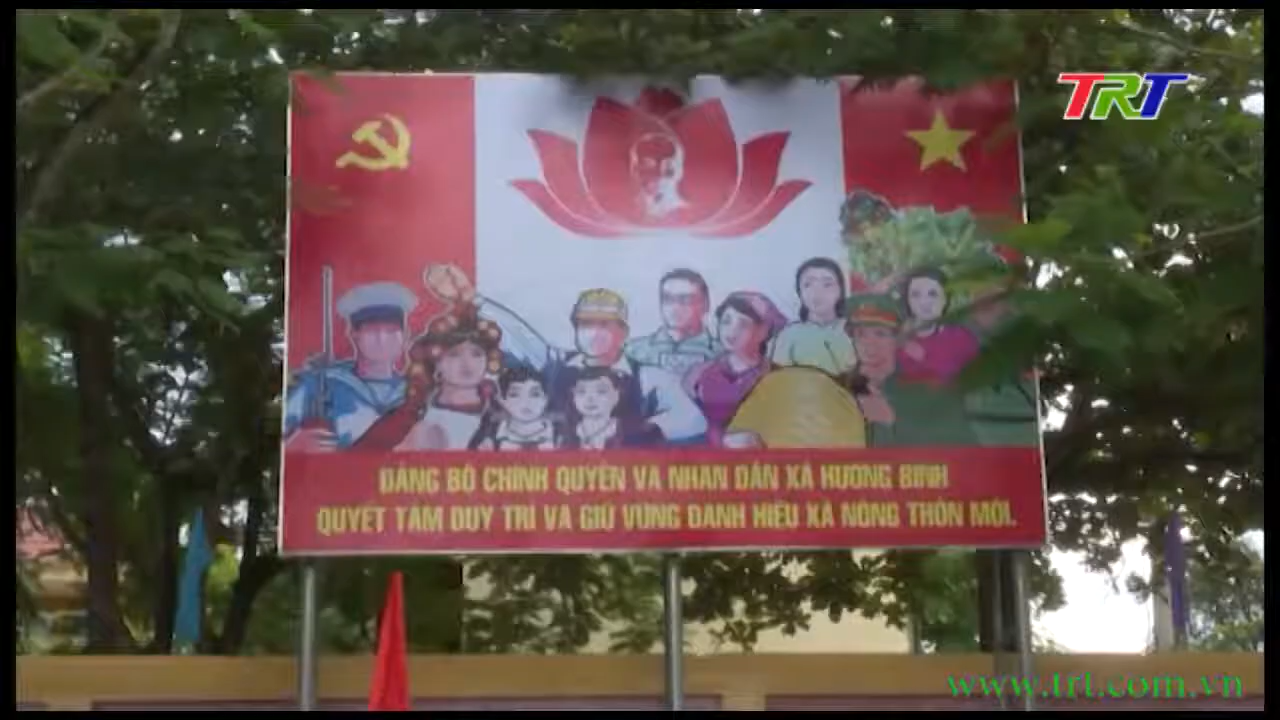 TRT
ĐẢNG BỘ CHÍNH QUYỀN VÀ NHÂN DÂN XÃ HƯƠNG BÌNH
QUYẾT TÂM DUY TRÌ VÀ GIỮ VỮNG DANH HIỆU XÃ NÔNG THÔN MỚI.
www.trt.com.vn